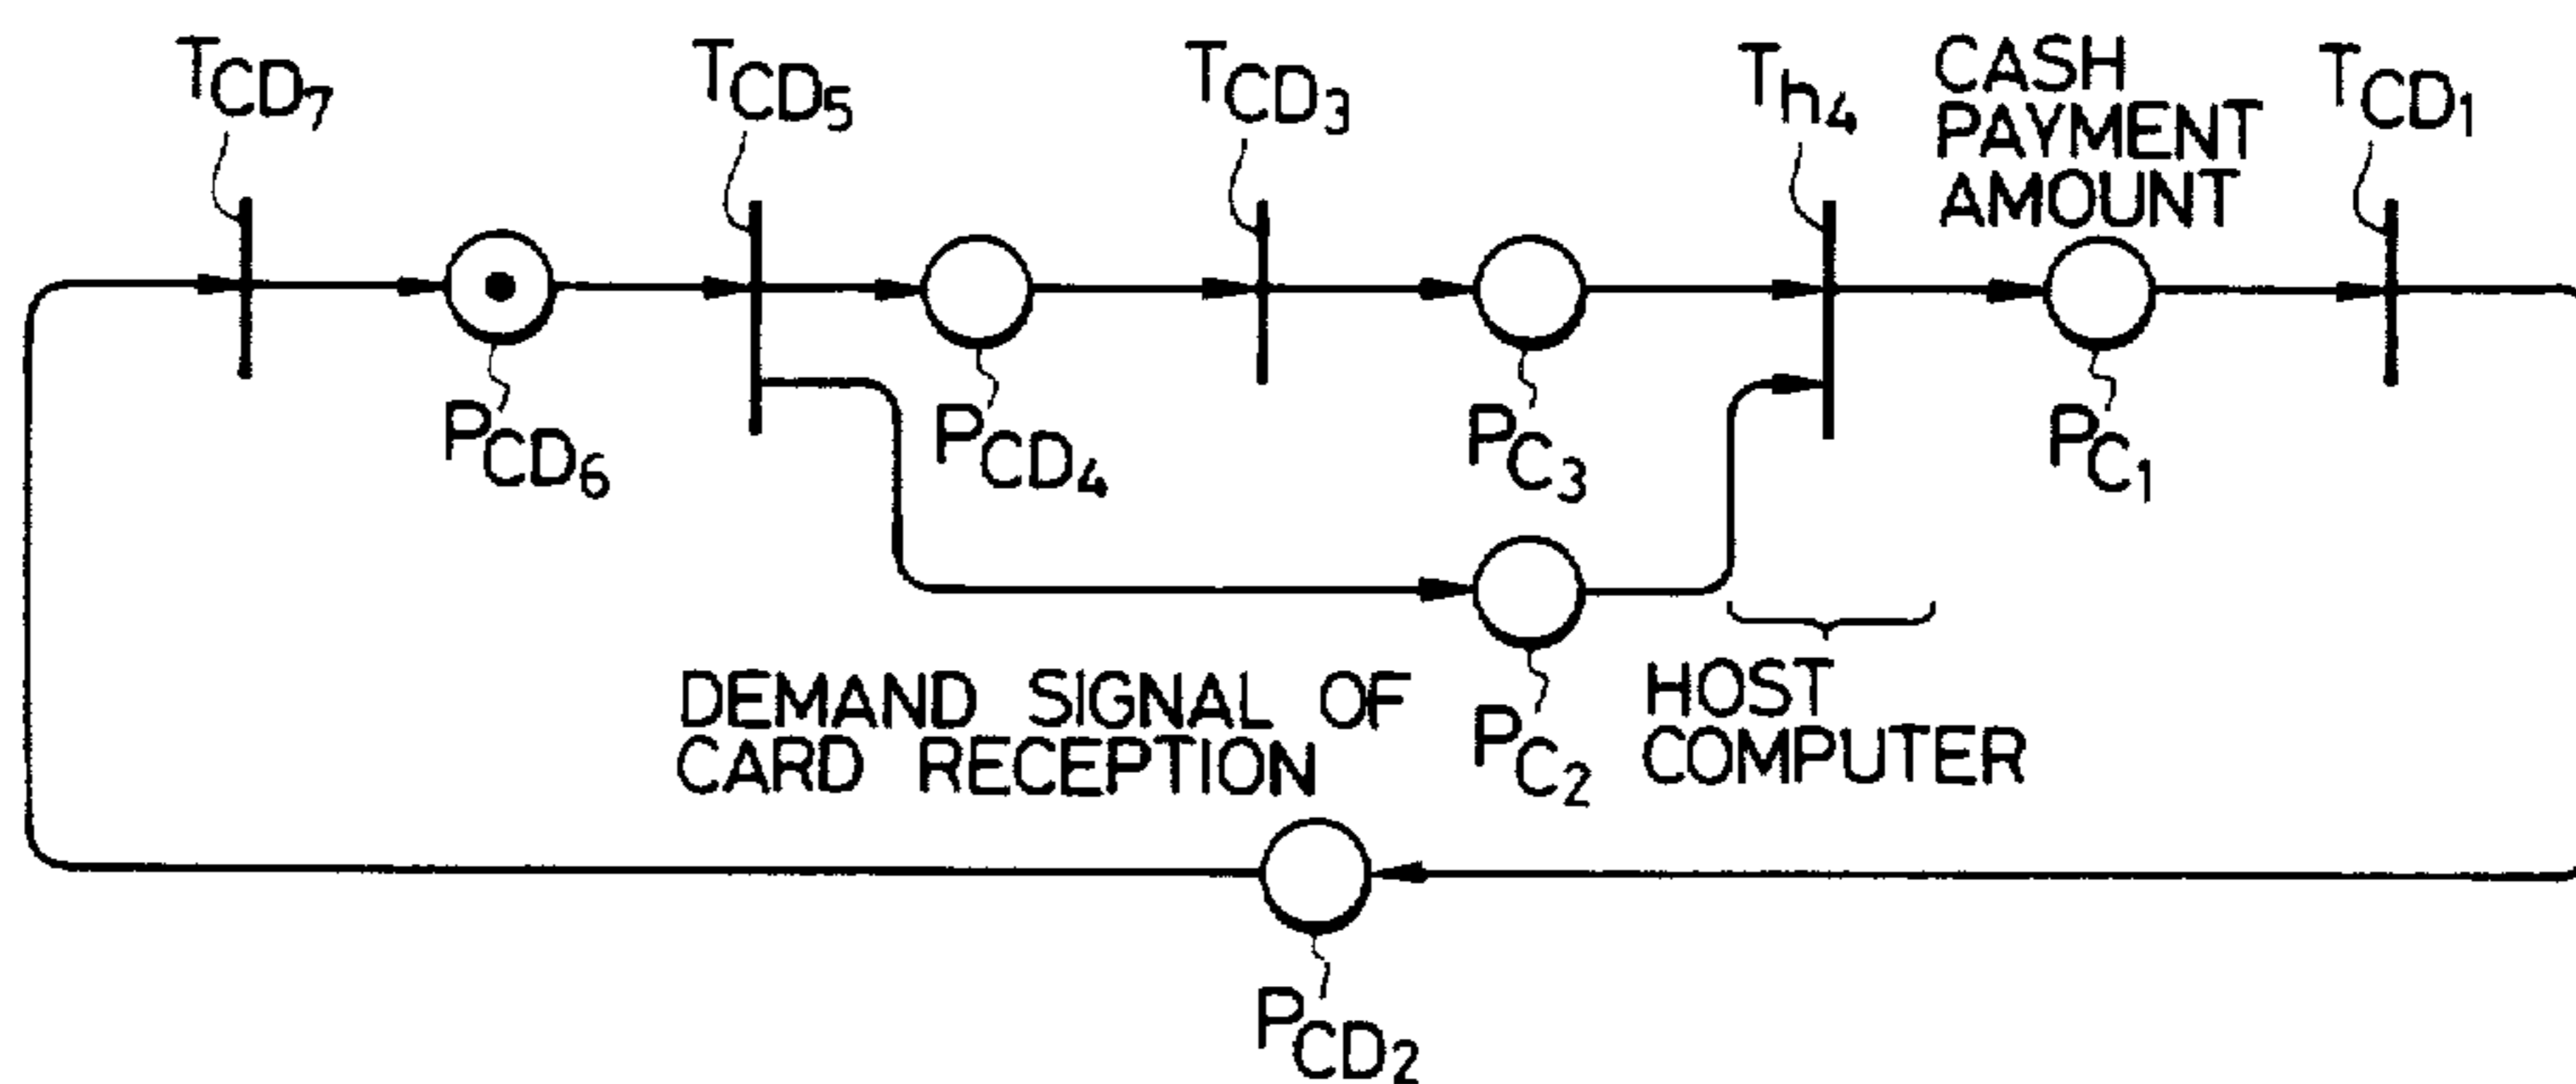 TCD7
TCD5
TCD3
Th4
CASH
PAYMENT
AMOUNT
TCD1
PCD6
PCD4
PC3
PC1
DEMAND SIGNAL OF
CARD RECEPTION
PC2
HOST
COMPUTER
PCD2